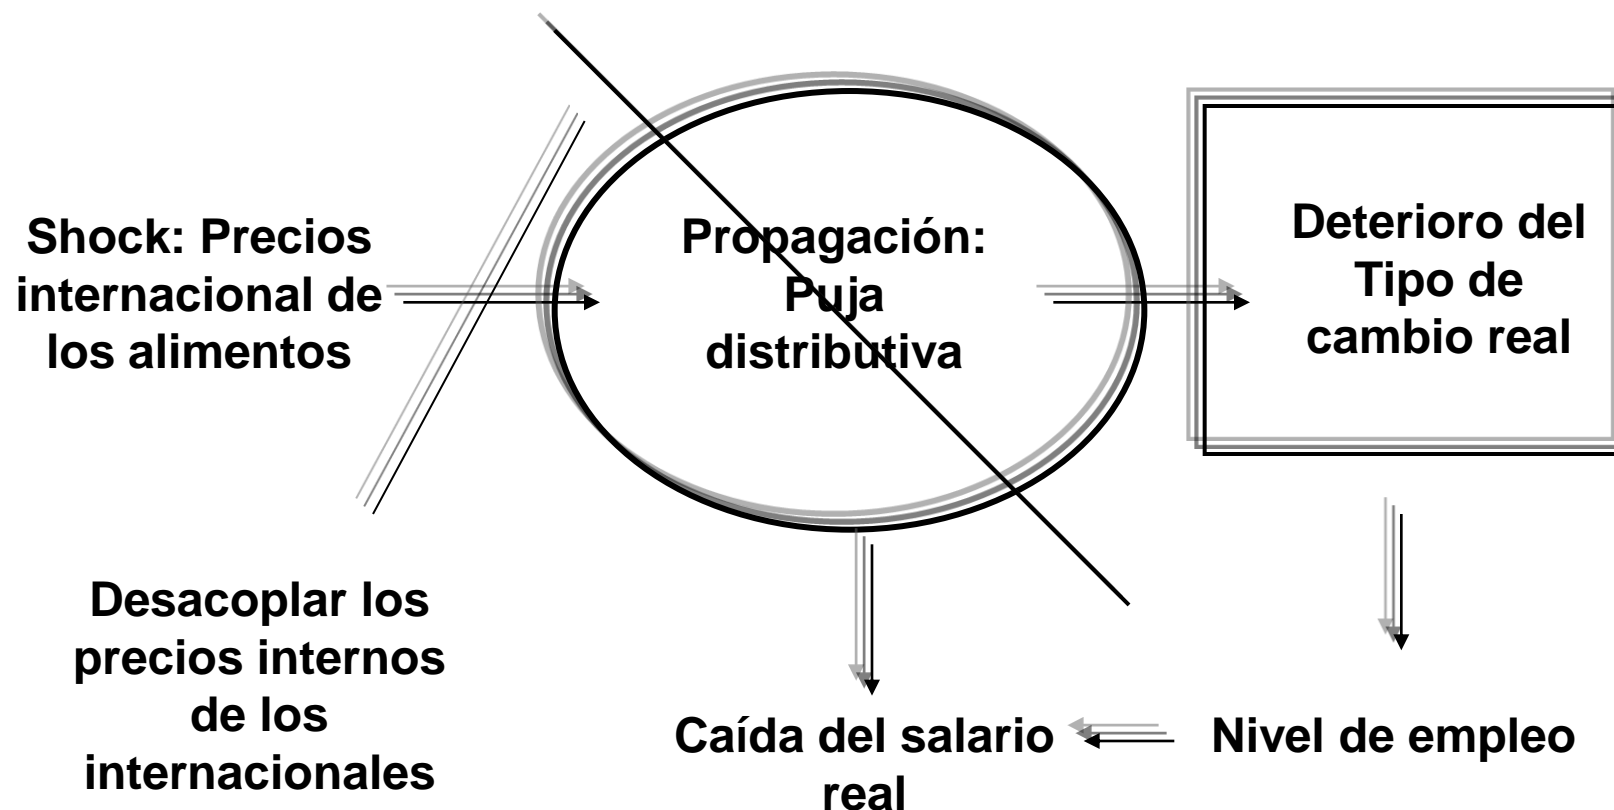 Shock: Precios
internacional de
los alimentos
Propagación:
Puja
distributiva
Deterioro del
Tipo de
cambio real
Desacoplar los
precios internos
de los
internacionales
Caída del salario
real
Nivel de empleo